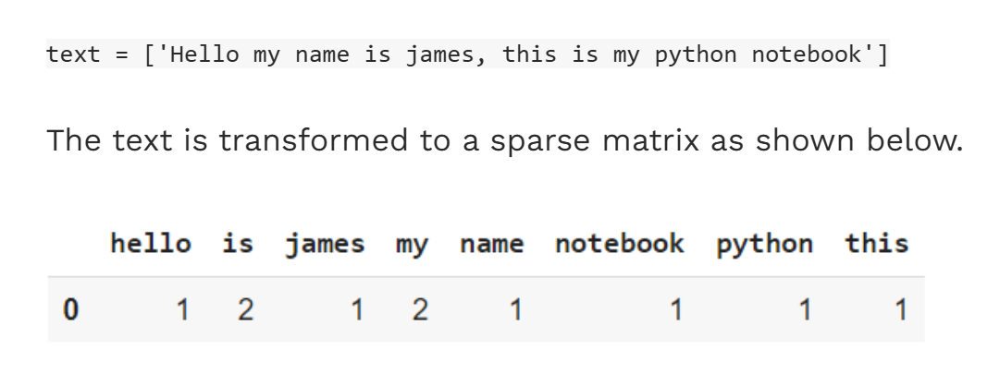 text = ['Hello my name is james, this is my python notebook']
The text is transformed to a sparse matrix as shown below.
hello is james my name notebook python this
0 1 2 1 2 1 1 1 1